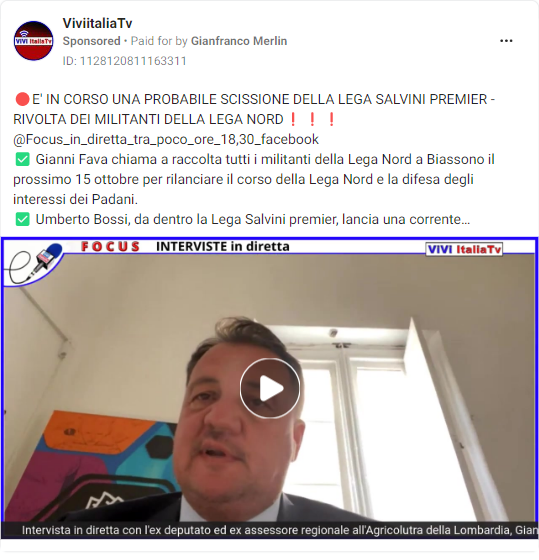 ViviitaliaTv
Sponsored • Paid for by Gianfranco Merlin
ID: 1128120811163311
🔴E' IN CORSO UNA PROBABILE SCISSIONE DELLA LEGA SALVINI PREMIER -
RIVOLTA DEI MILITANTI DELLA LEGA NORD❗❗❗
@Focus_in_diretta_tra_poco_ore_18,30_facebook
✅ Gianni Fava chiama a raccolta tutti i militanti della Lega Nord a Biassono il
prossimo 15 ottobre per rilanciare il corso della Lega Nord e la difesa degli
interessi dei Padani.
✅ Umberto Bossi, da dentro la Lega Salvini premier, lancia una corrente...
FOCUS INTERVISTE in diretta
ViVi ItaliaTv
Intervista in diretta con l'ex deputato ed ex assessore regionale all'Agricolutra della Lombardia, Gian